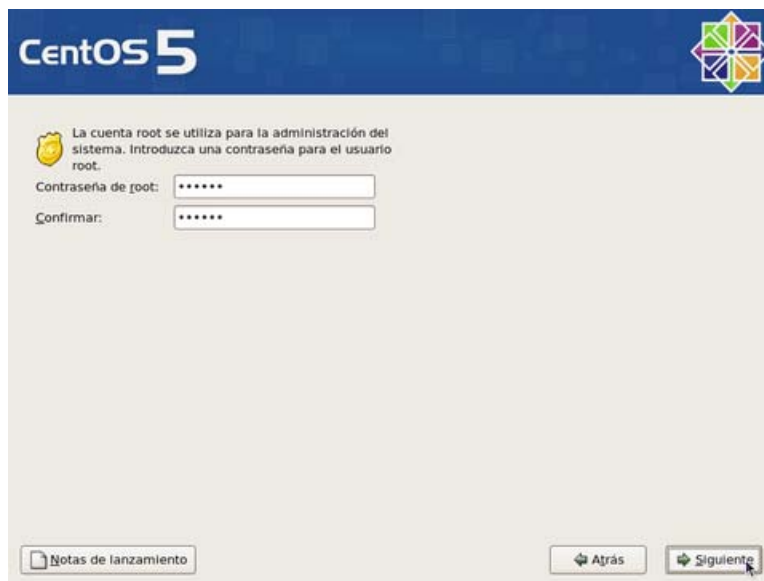 CentOS 5
La cuenta root se utiliza para la administración del
sistema. Introduzca una contraseña para el usuario
root.
Contraseña de root: ••••••
Confirmar: ••••••
Notas de lanzamiento
Atrás
Siguiente